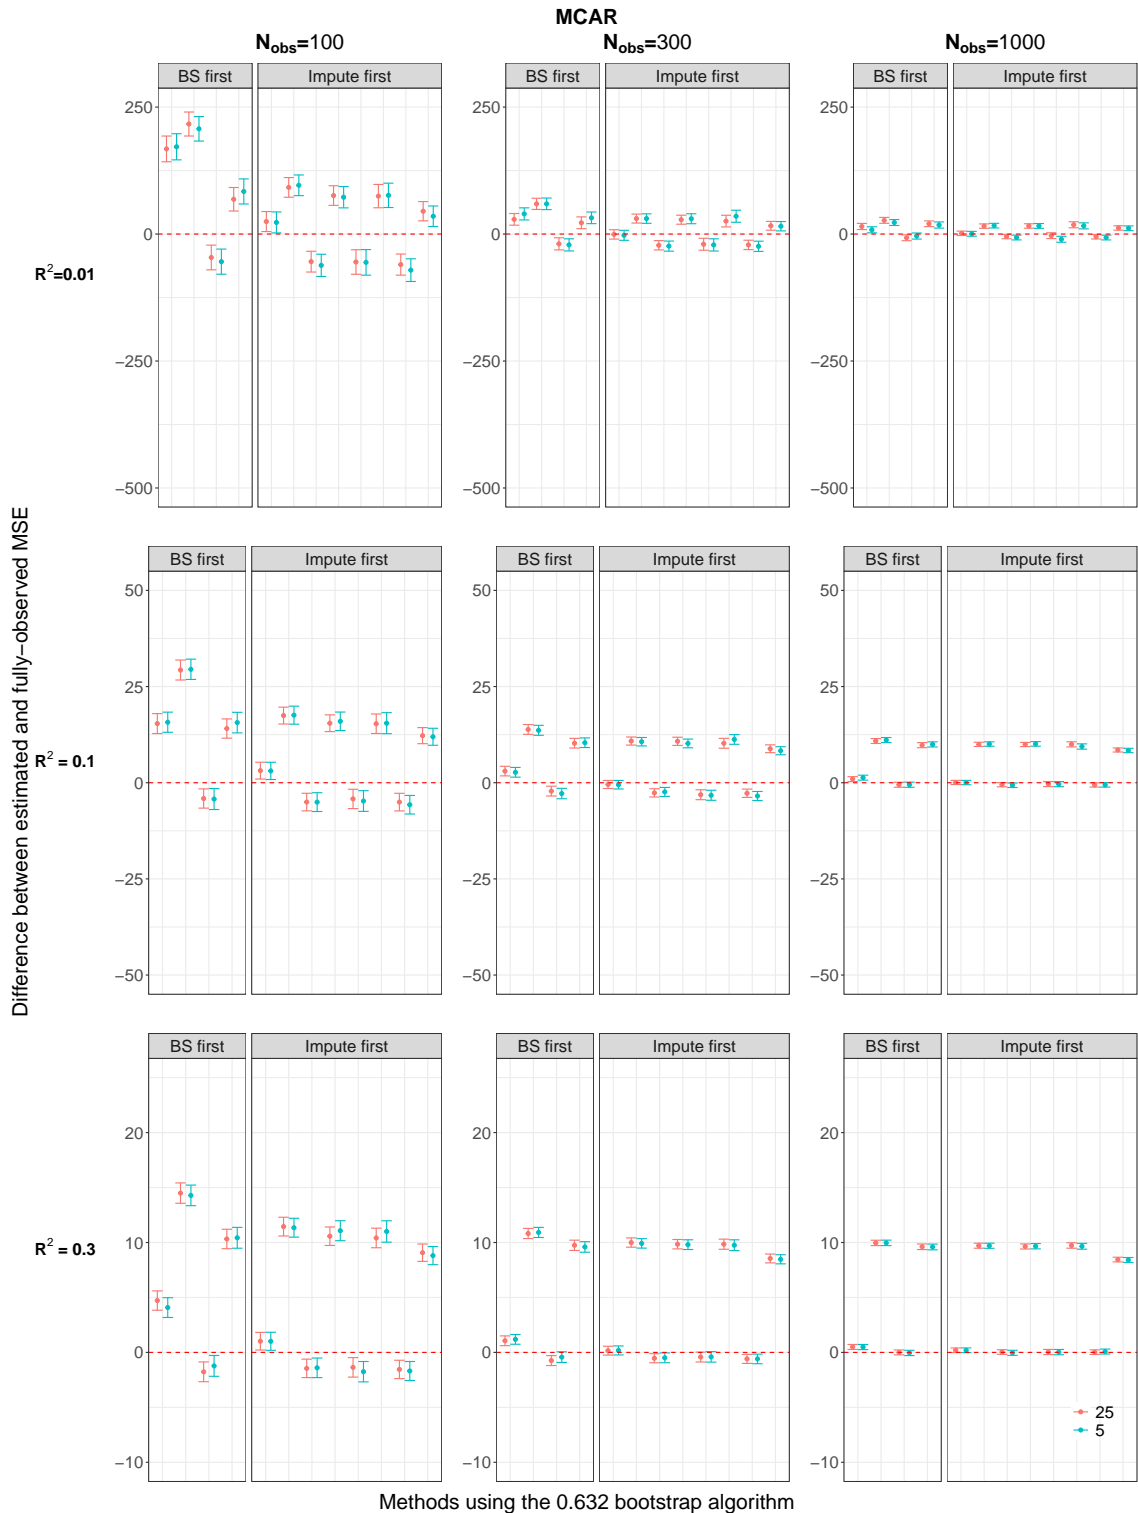 MCAR
N_obs=100 N_obs=300 N_obs=1000
BS first Impute first BS first Impute first BS first Impute first
250 250 250
0 0 0
R²=0.01
−250 −250 −250
−500 −500 −500
Difference between estimated and fully−observed MSE
BS first Impute first BS first Impute first BS first Impute first
50 50 50
25 25 25
R² = 0.1
0 0 0
−25 −25 −25
−50 −50 −50
BS first Impute first BS first Impute first BS first Impute first
20 20 20
10 10 10
R² = 0.3
0 0 0
25
5
−10 −10 −10
Methods using the 0.632 bootstrap algorithm